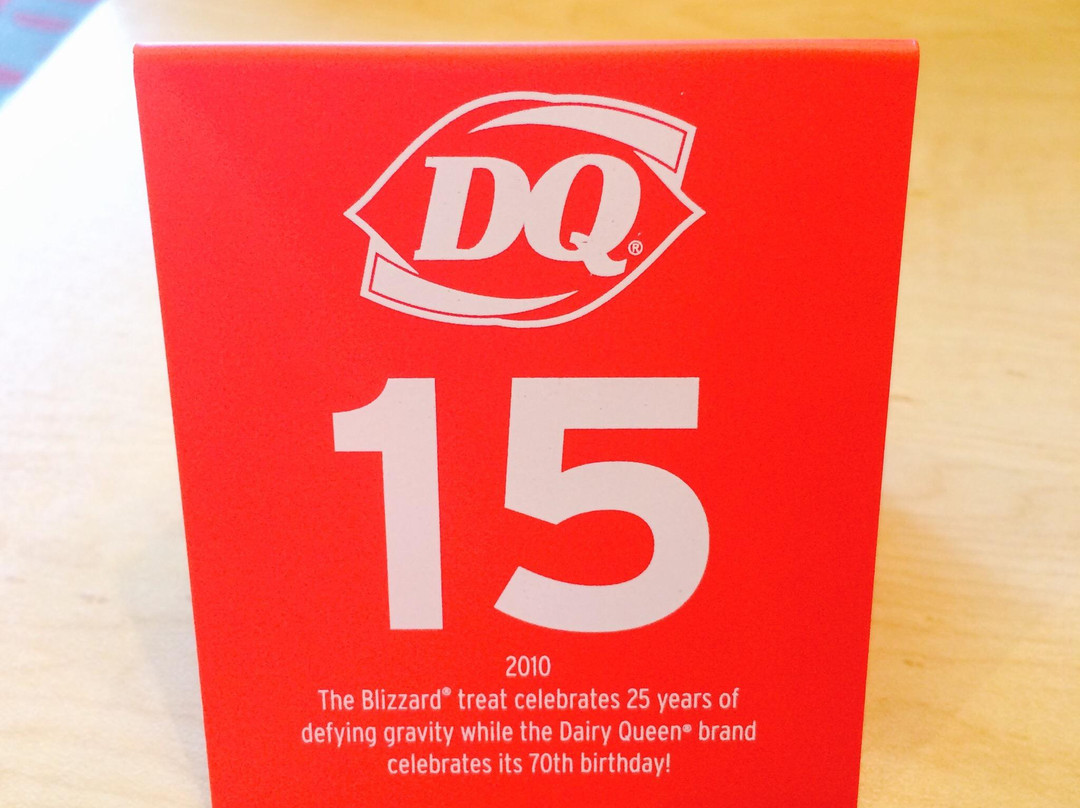 DQ®
15
2010
The Blizzard® treat celebrates 25 years of
defying gravity while the Dairy Queen® brand
celebrates its 70th birthday!